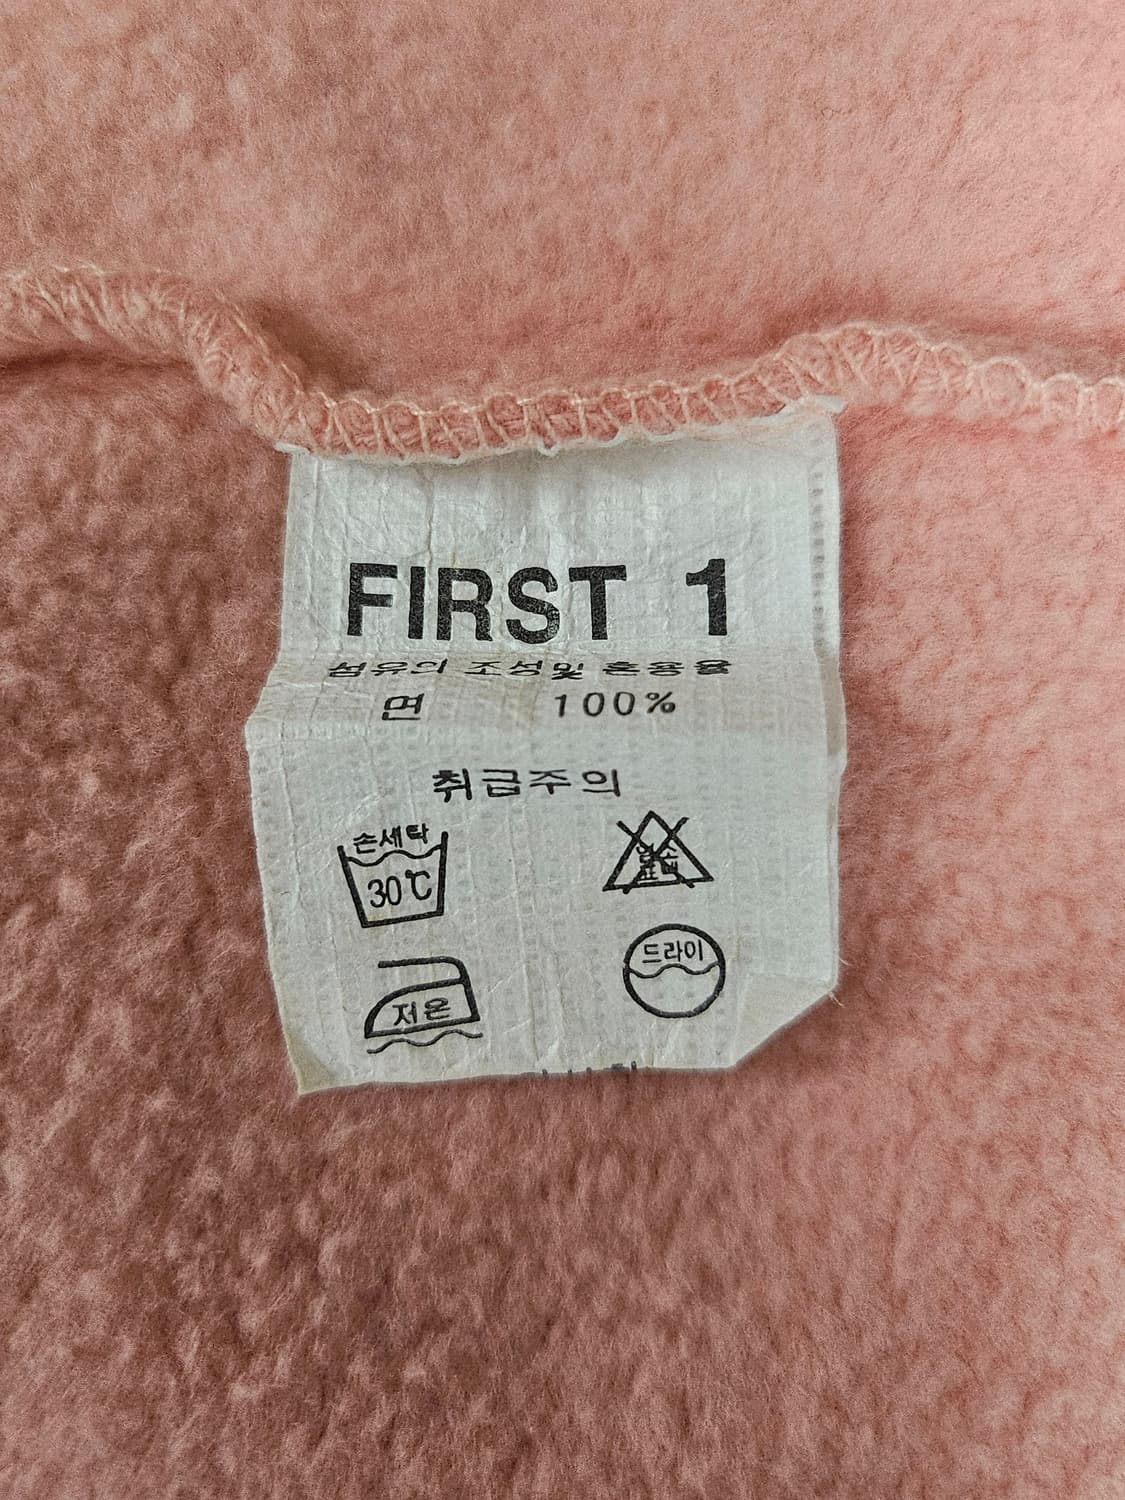 FIRST 1
섬유의 조성및 혼용율
면 100%
취급주의
손세탁
30℃
염소
표백
저온
드라이